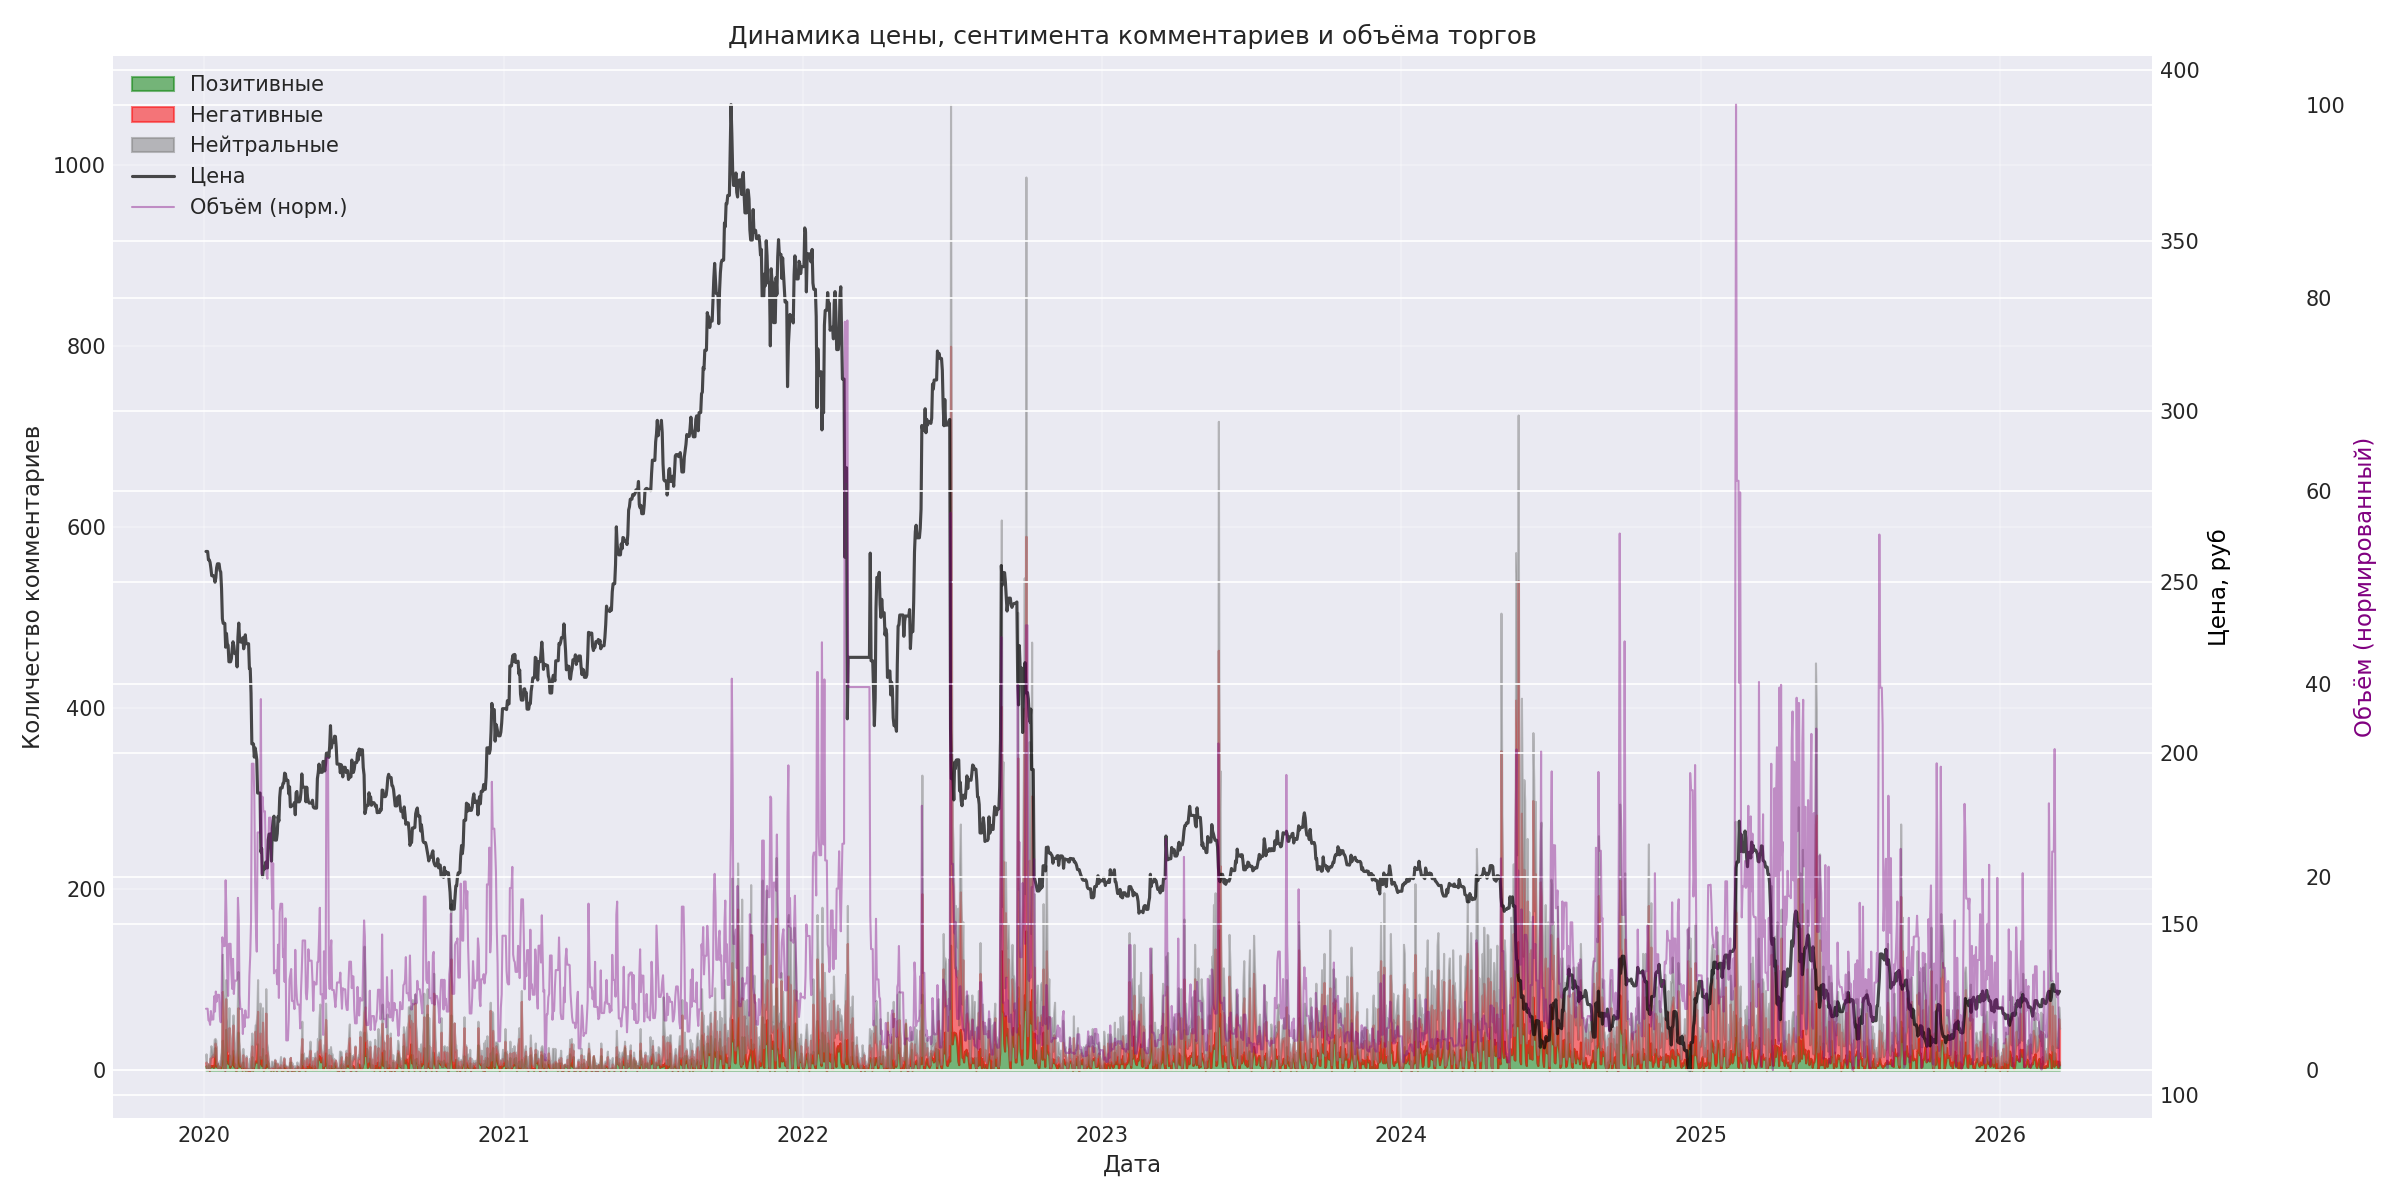 Динамика цены, сентимента комментариев и объёма торгов
Позитивные
Негативные
Нейтральные
Цена
Объём (норм.)
Количество комментариев
1000
800
600
400
200
0
400
350
300
250
200
150
100
Цена, руб
100
80
60
40
20
0
Объём (нормированный)
2020 2021 2022 2023 2024 2025 2026
Дата